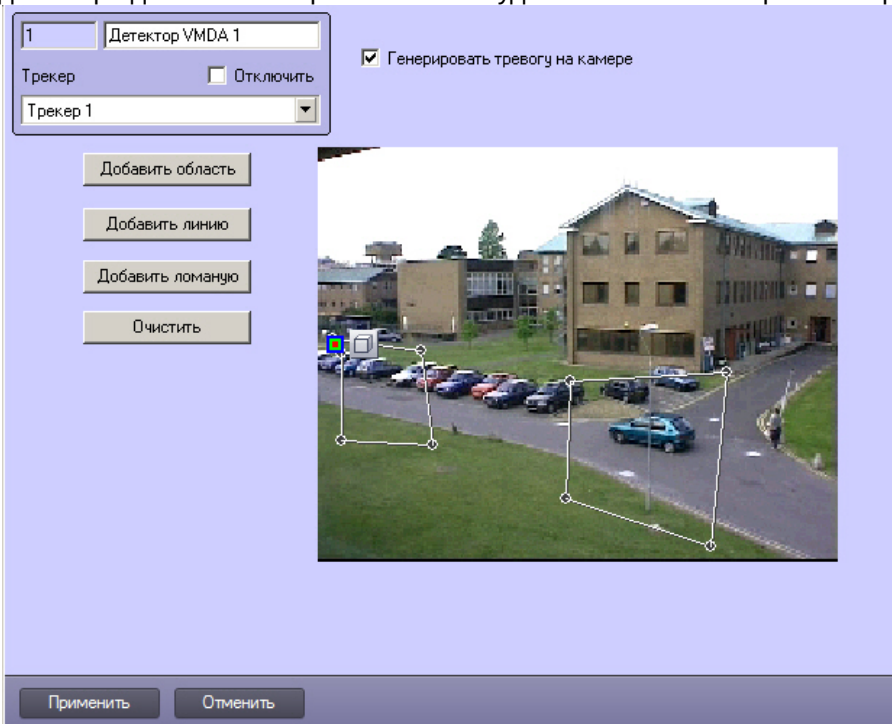 1
Детектор VMDA 1
Генерировать тревогу на камере
Трекер
Отключить
Трекер 1
Добавить область
Добавить линию
Добавить ломаную
Очистить
Применить
Отменить